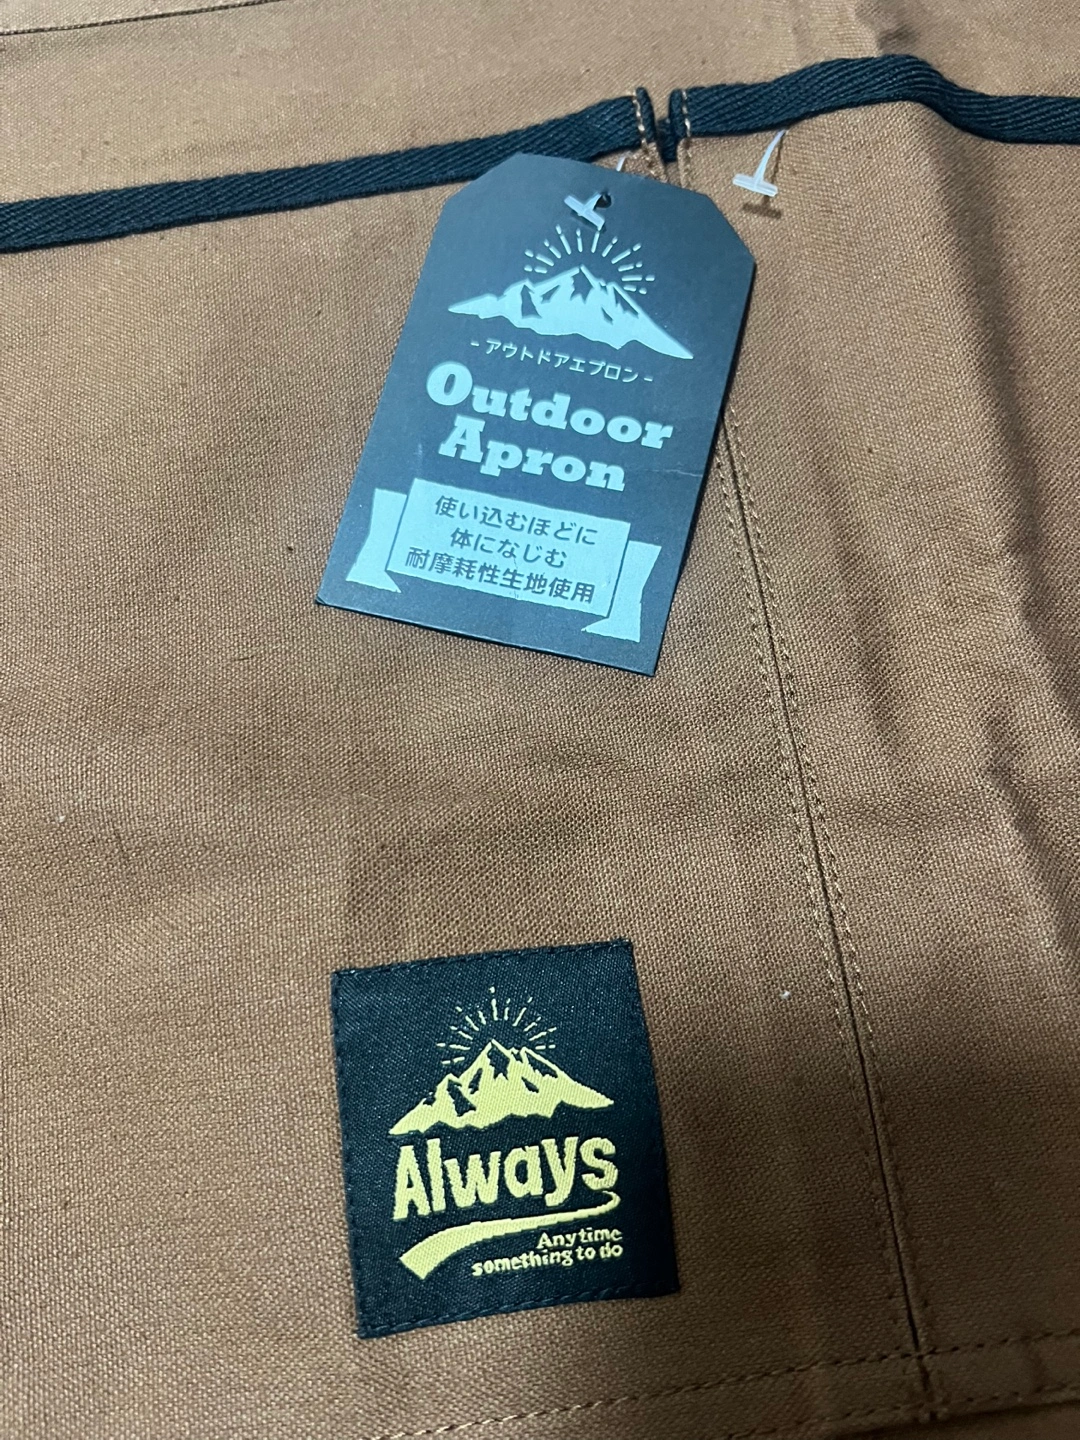 - アウトドアエプロン -
Outdoor
Apron
使い込むほどに
体になじむ
耐摩耗性生地使用
Always
Anytime
something to do